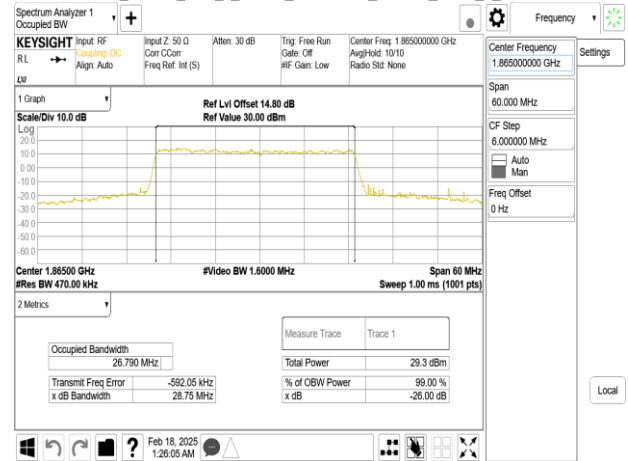 Spectrum Analyzer 1
Occupied BW
Frequency
KEYSIGHT
Input: RF
Input Z: 50 Ω
Atten: 30 dB
Trig: Free Run
Center Freq: 1.865000000 GHz
RL
Coupling: DC
Corr CCorr
Gate: Off
Avg|Hold: 10/10
Align: Auto
Freq Ref: Int (S)
#IF Gain: Low
Radio Std: None
LXI
Center Frequency
1.865000000 GHz
Settings
Span
60.000 MHz
CF Step
6.000000 MHz
Auto
Man
Freq Offset
0 Hz
1 Graph
Ref Lvl Offset 14.80 dB
Scale/Div 10.0 dB
Ref Value 30.00 dBm
Log
20.0
10.0
0.00
-10.0
-20.0
-30.0
-40.0
-50.0
-60.0
Center 1.86500 GHz
#Video BW 1.6000 MHz
Span 60 MHz
#Res BW 470.00 kHz
Sweep 1.00 ms (1001 pts)
2 Metrics
Measure Trace
Trace 1
Occupied Bandwidth
26.790 MHz
Total Power
29.3 dBm
Transmit Freq Error
-592.05 kHz
% of OBW Power
99.00 %
x dB Bandwidth
28.75 MHz
x dB
-26.00 dB
Local
?
Feb 18, 2025
1:26:05 AM